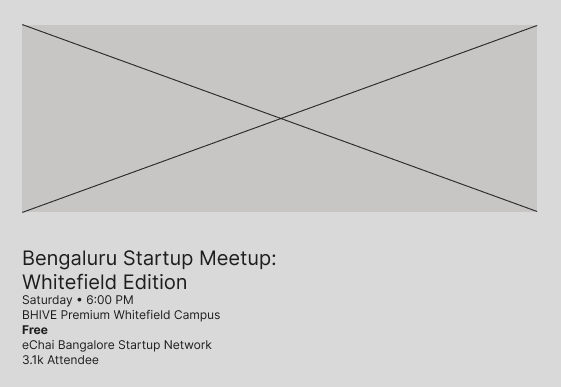 Bengaluru Startup Meetup:
Whitefield Edition
Saturday • 6:00 PM
BHIVE Premium Whitefield Campus
Free
eChai Bangalore Startup Network
3.1k Attendee